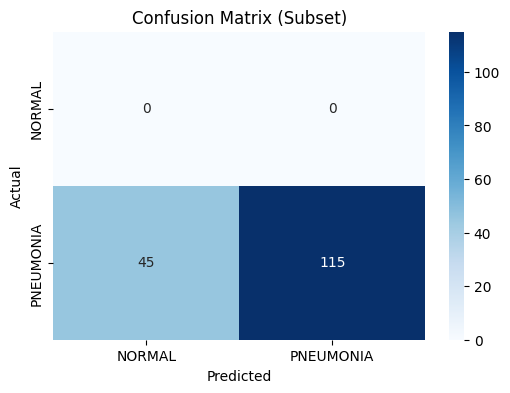 Confusion Matrix (Subset)
Actual
NORMAL
0 0
PNEUMONIA
45 115
NORMAL PNEUMONIA
Predicted
100
80
60
40
20
0